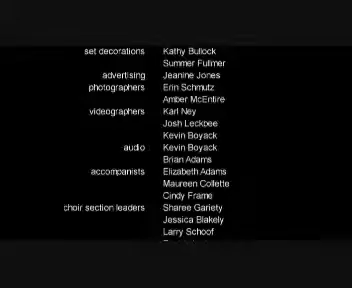 set decorations Kathy Bullock
Summer Fullmer
advertising Jeanine Jones
photographers Erin Schmutz
Amber McEntire
videographers Karl Ney
Josh Leckbee
Kevin Boyack
audio Kevin Boyack
Brian Adams
accompanists Elizabeth Adams
Maureen Collette
Cindy Frame
choir section leaders Sharee Gariety
Jessica Blakely
Larry Schoof